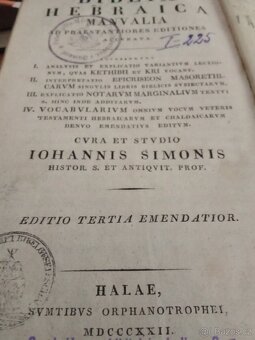 BIBLIA
HEBRAICA
MANVALIA
AD PRAESTANTIORES EDITIONES
ACCVRATA
I 225
I. ANALYSIS ET EXPLICATIO VARIANTIVM LECTIO-
NVM, QVAS KETHIBH ET KRI VOCANT.
II. INTERPRETATIO EPICRISEON MASORETHI-
CARVM SINGVLIS LIBRIS BIBLICIS SVBIECTARVM.
III. EXPLICATIO NOTARVM MARGINALIVM TEXTVI
S. HINC INDE ADDITARVM.
IV. VOCABVLARIVM OMNIVM VOCVM VETERIS
TESTAMENTI HEBRAICARVM ET CHALDAICARVM
DENVO EMENDATIVS EDITVM.
CVRA ET STVDIO
IOHANNIS SIMONIS
HISTOR. S. ET ANTIQVIT. PROF.
EDITIO TERTIA EMENDATIOR.
HALAE,
SVMTIBVS ORPHANOTROPHEI,
MDCCCXXII.